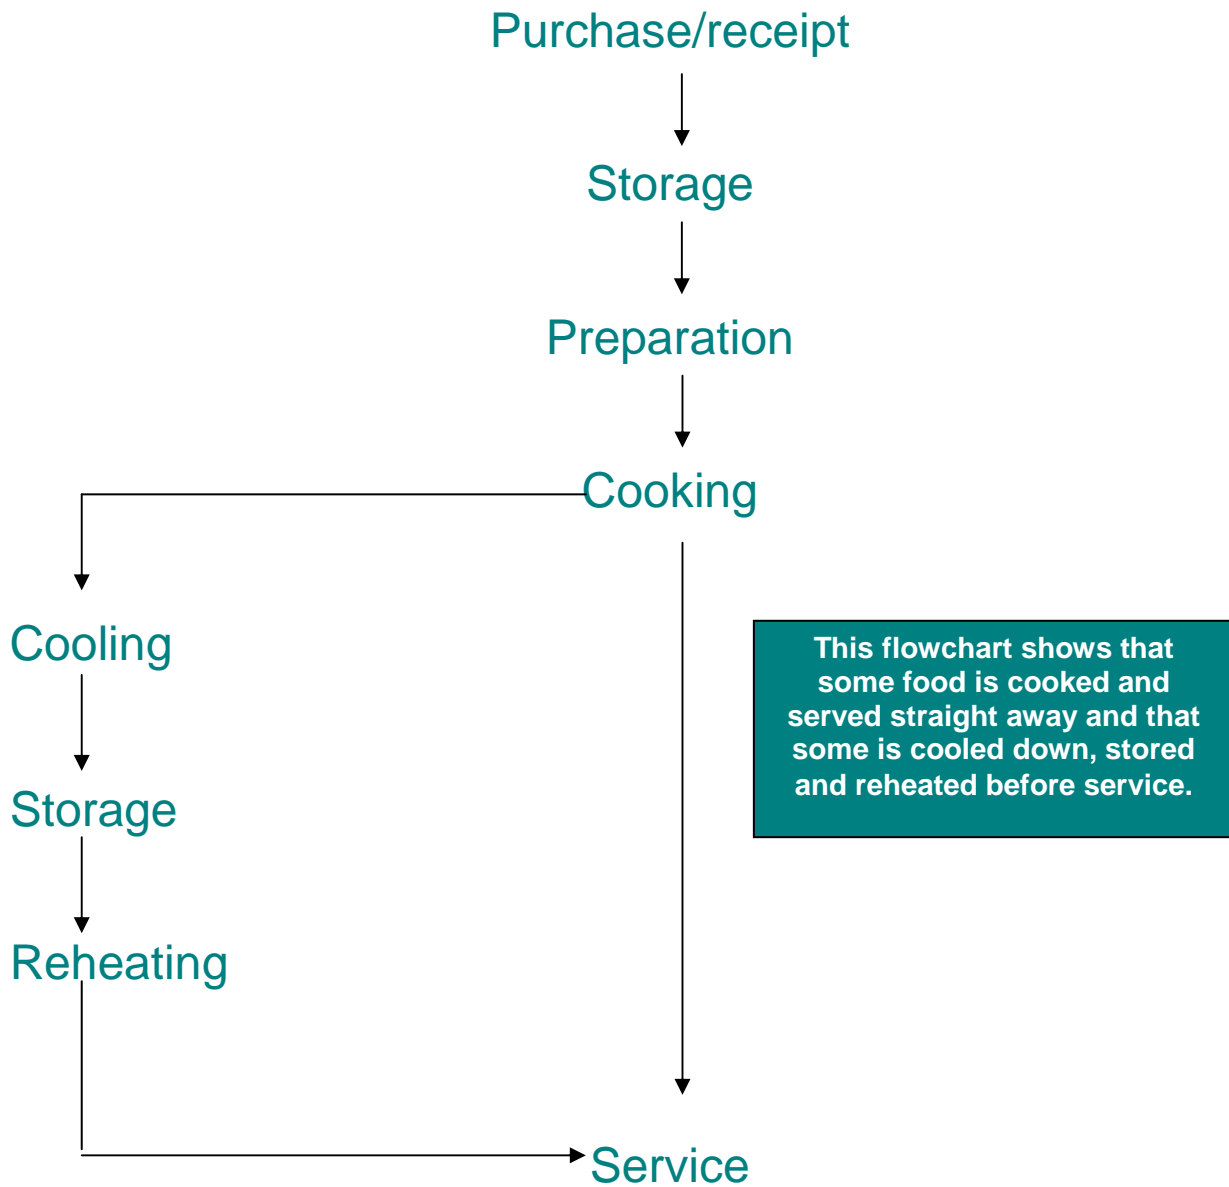 Purchase/receipt
Storage
Preparation
Cooking
Cooling
Storage
Reheating
This flowchart shows that
some food is cooked and
served straight away and that
some is cooled down, stored
and reheated before service.
Service